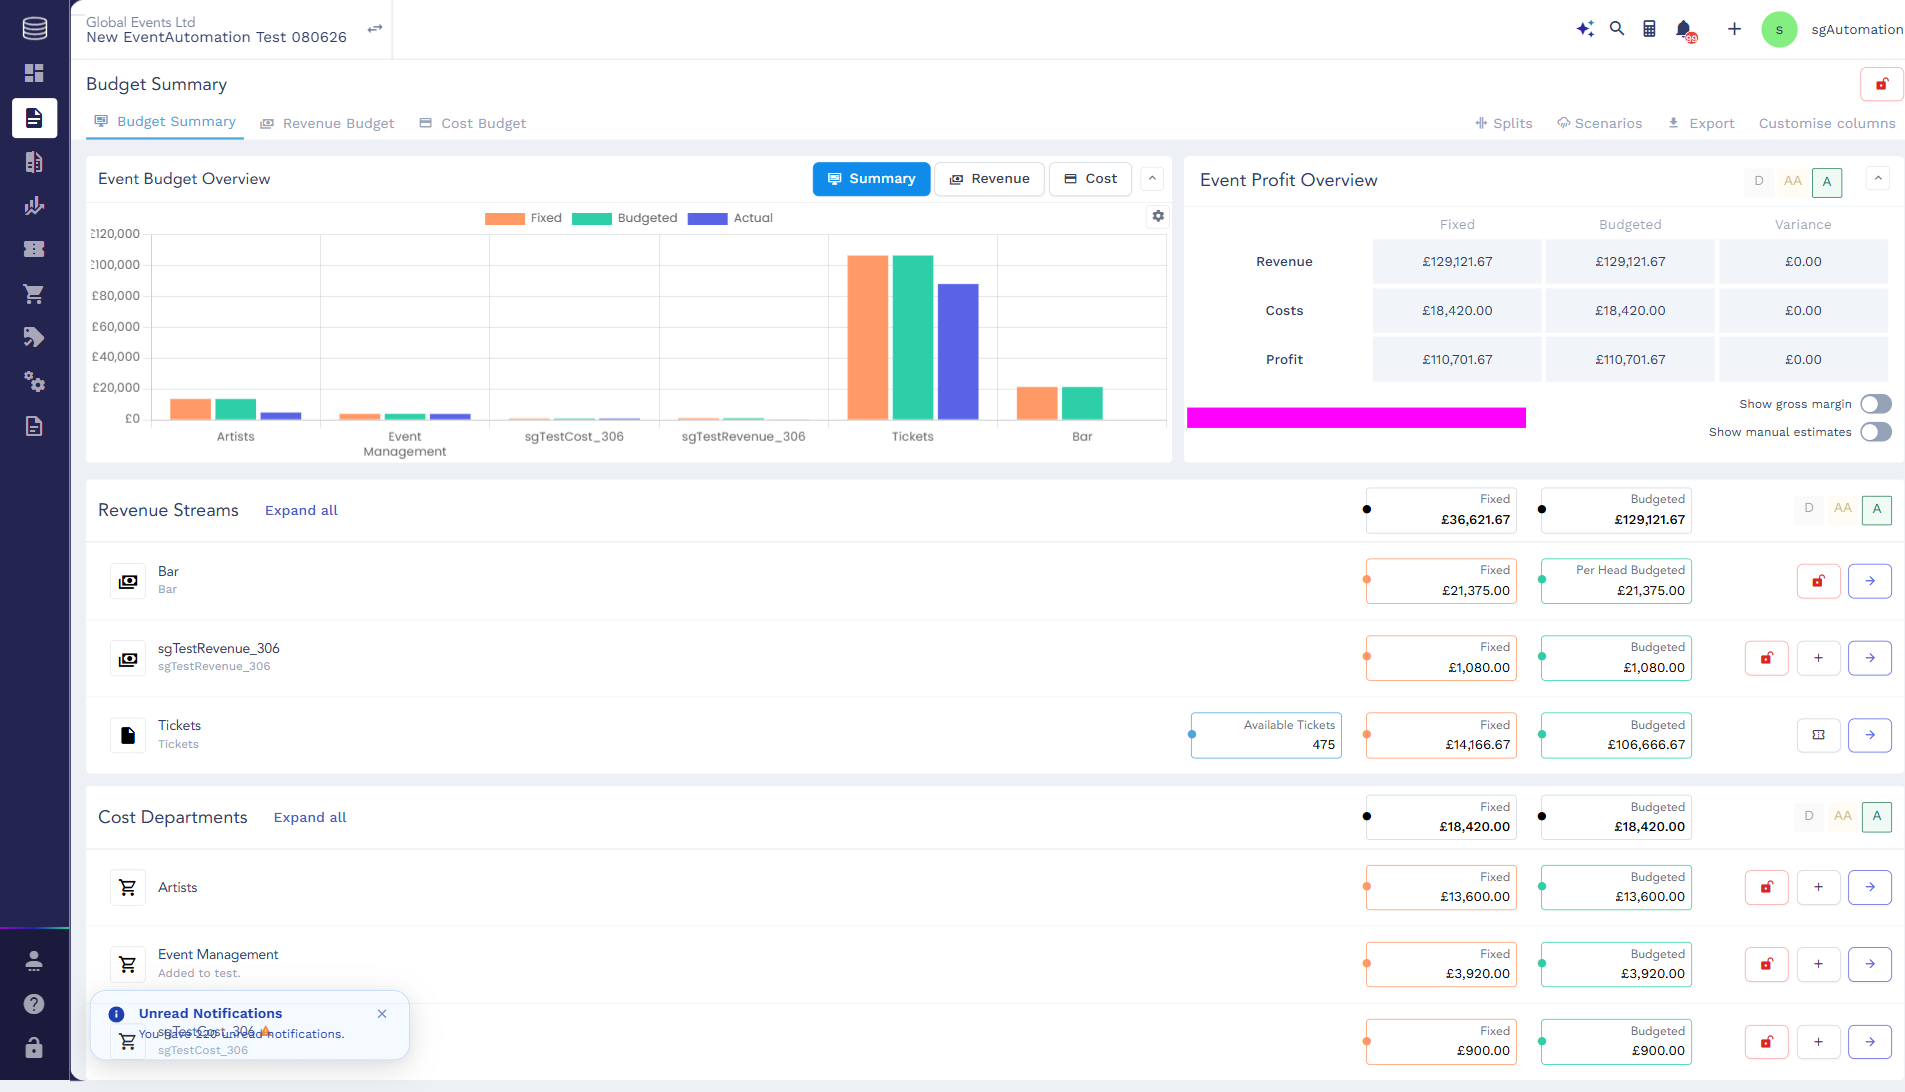 Global Events Ltd
New EventAutomation Test 080626
99
s
sgAutomation
Budget Summary
Budget Summary
Revenue Budget
Cost Budget
Splits
Scenarios
Export
Customise columns
Event Budget Overview
Summary
Revenue
Cost
Fixed
Budgeted
Actual
£120,000
£100,000
£80,000
£60,000
£40,000
£20,000
£0
Artists
Event
Management
sgTestCost_306
sgTestRevenue_306
Tickets
Bar
Event Profit Overview
D AA A
Fixed Budgeted Variance
Revenue £129,121.67 £129,121.67 £0.00
Costs £18,420.00 £18,420.00 £0.00
Profit £110,701.67 £110,701.67 £0.00
Show gross margin
Show manual estimates
Revenue Streams
Expand all
Fixed
£36,621.67
Budgeted
£129,121.67
D AA A
Bar
Bar
Fixed
£21,375.00
Per Head Budgeted
£21,375.00
sgTestRevenue_306
sgTestRevenue_306
Fixed
£1,080.00
Budgeted
£1,080.00
Tickets
Tickets
Available Tickets
475
Fixed
£14,166.67
Budgeted
£106,666.67
Cost Departments
Expand all
Fixed
£18,420.00
Budgeted
£18,420.00
D AA A
Artists
Fixed
£13,600.00
Budgeted
£13,600.00
Event Management
Added to test.
Fixed
£3,920.00
Budgeted
£3,920.00
Unread Notifications
You have 220 unread notifications.
sgTestCost_306
sgTestCost_306
Fixed
£900.00
Budgeted
£900.00